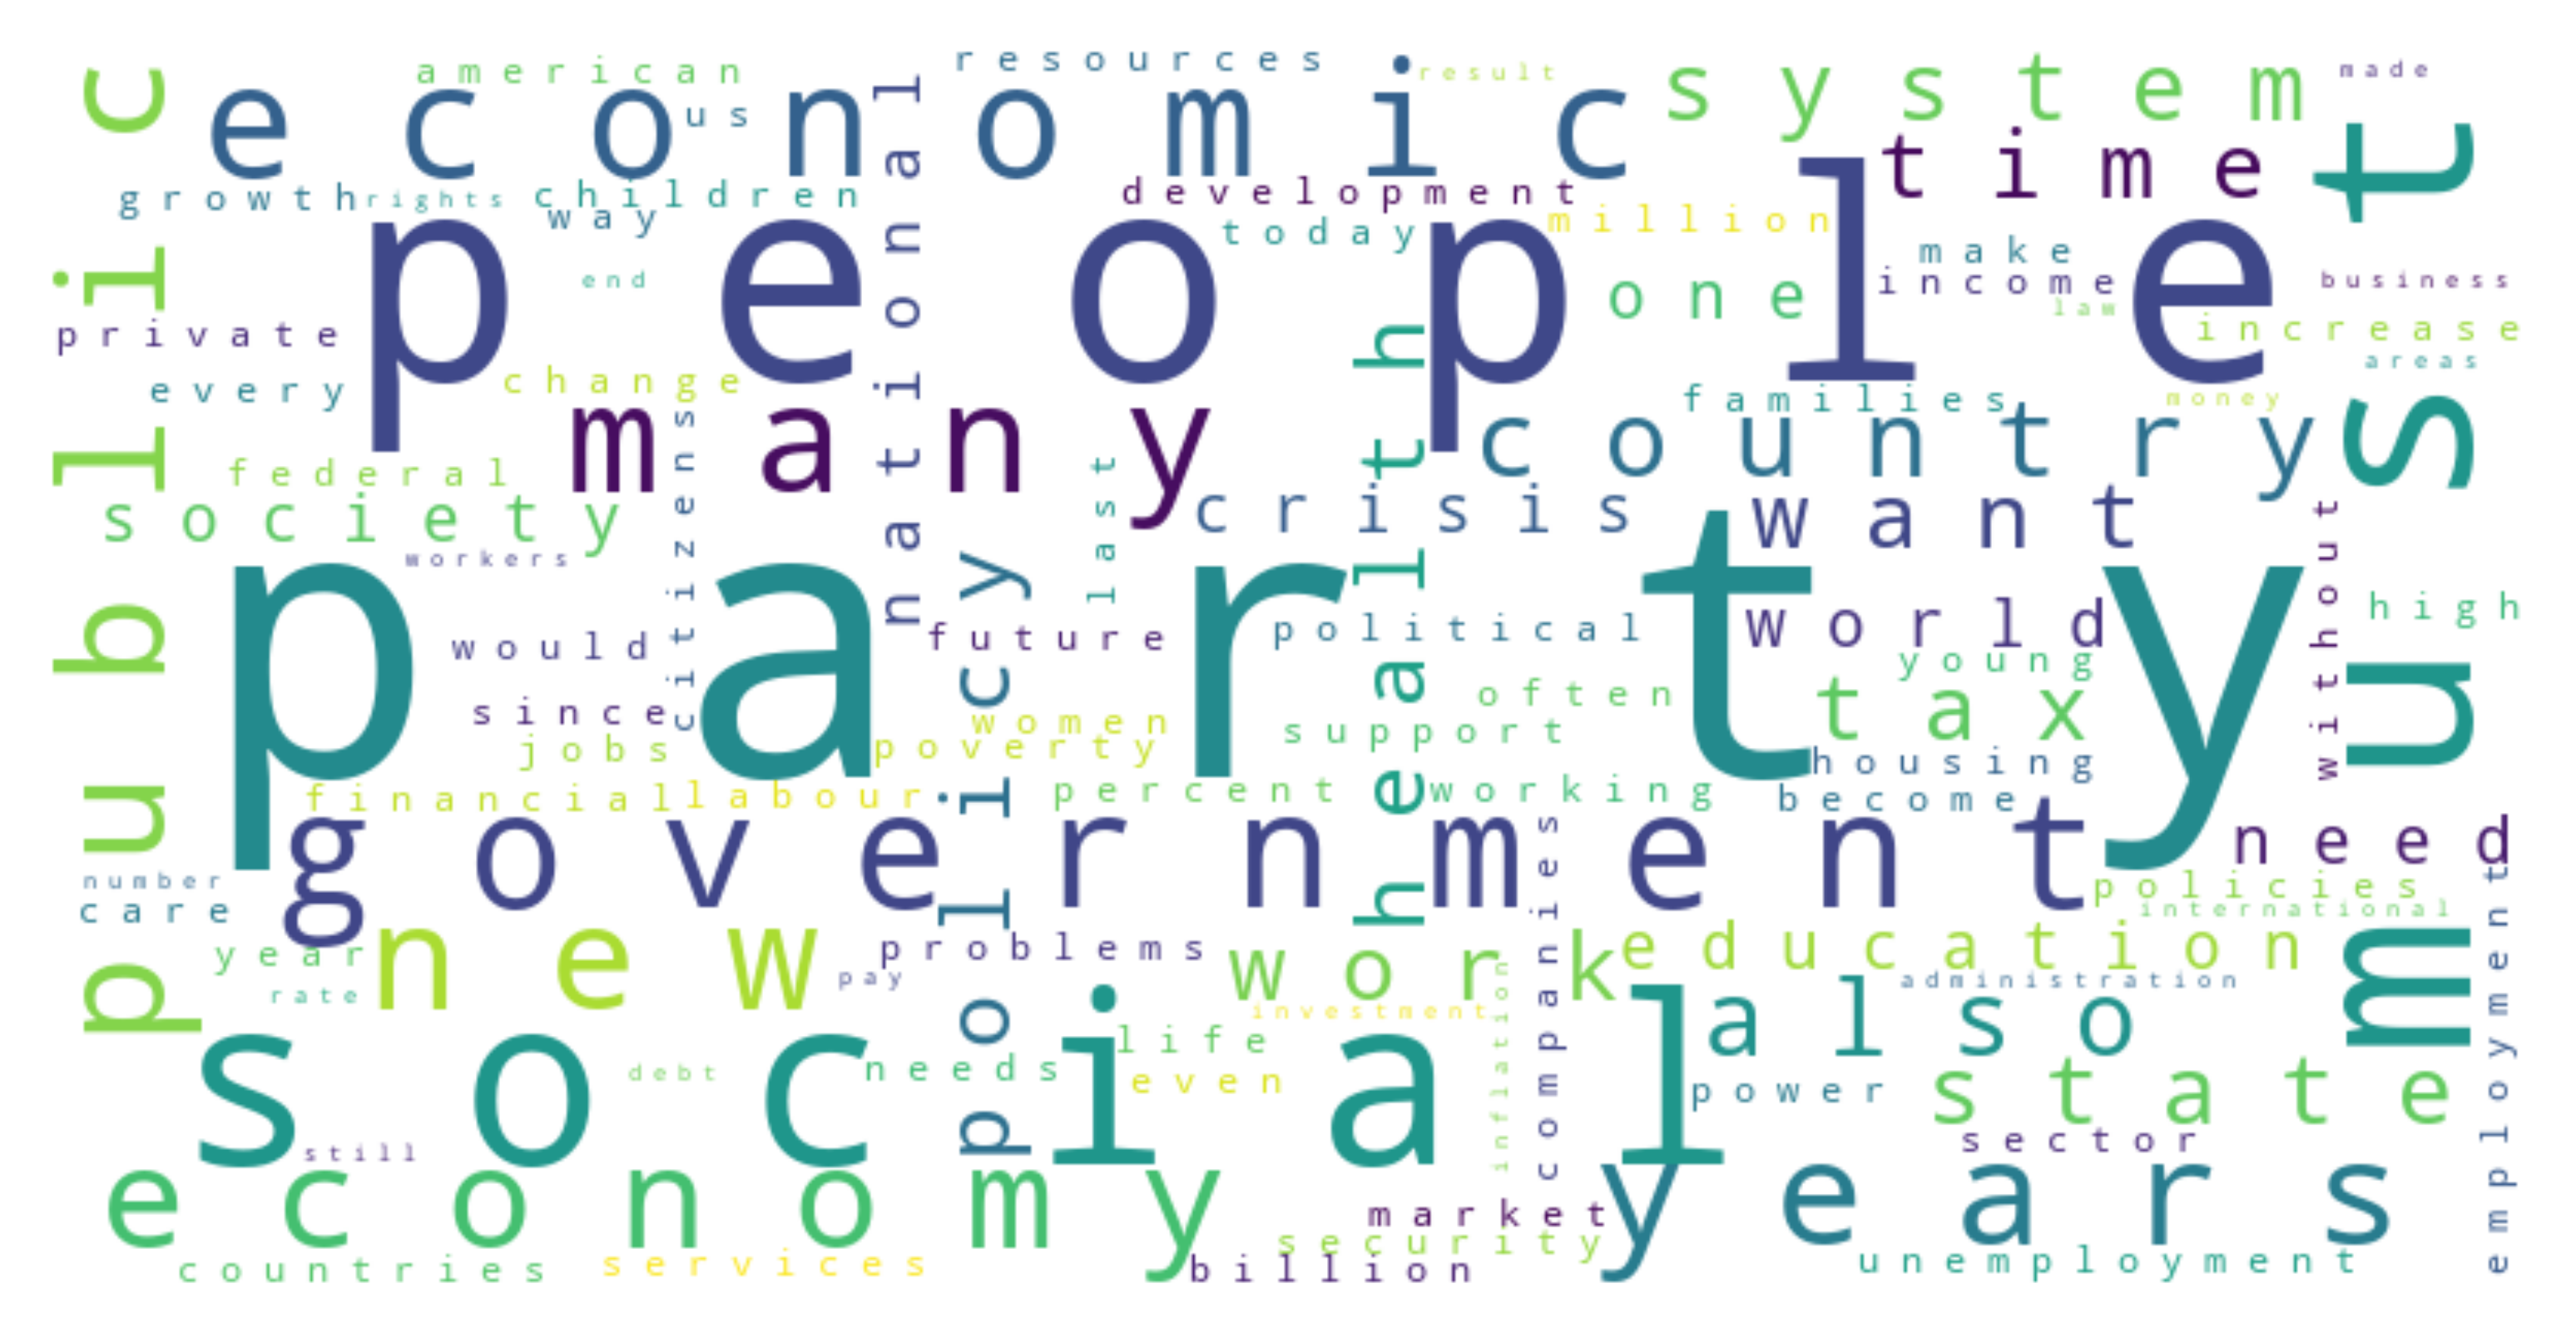 public
american
resources
result
system
made
economic
us
national
time
must
growth
rights
children
way
development
today
million
people
end
one
make
income
law
business
increase
areas
private
every
change
many
citizens
last
health
families
money
country
federal
society
crisis
want
without
workers
party
policy
would
future
political
world
high
young
since
women
often
tax
jobs
poverty
support
housing
financial
labour
percent
working
become
government
companies
need
number
care
policies
international
employment
year
new
problems
pay
work
education
rate
investment
inflation
administration
also
social
debt
needs
life
even
power
state
still
sector
economy
years
market
countries
services
security
billion
unemployment